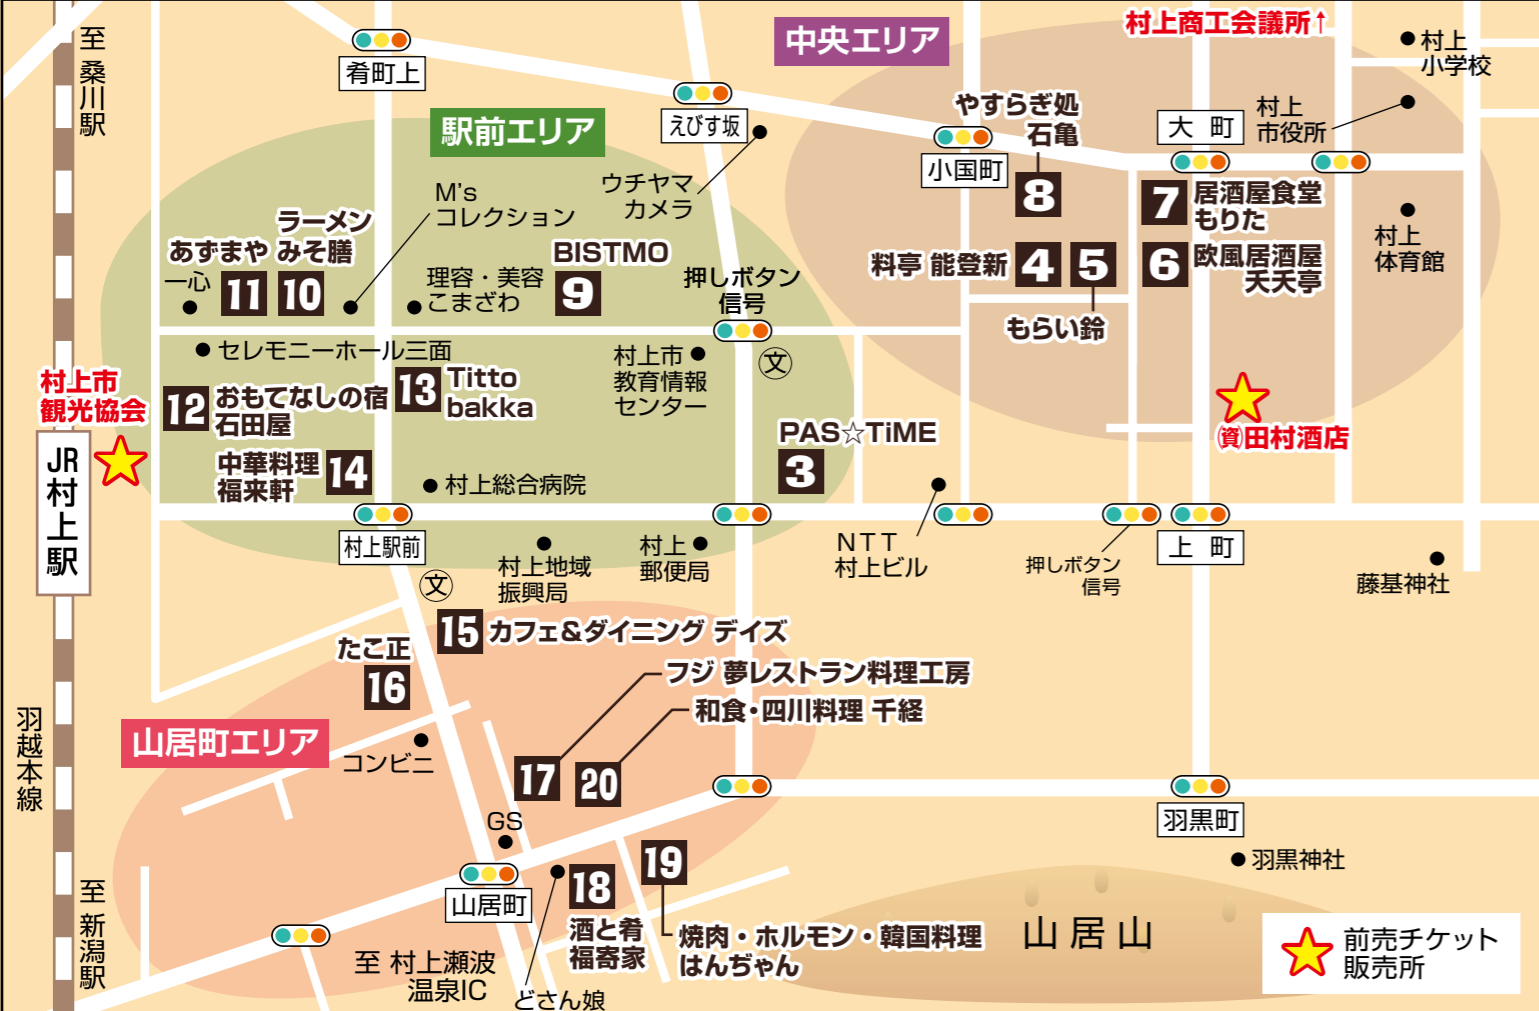 至 桑川駅
肴町上
中央エリア
村上商工会議所↑
村上
小学校
駅前エリア
えびす坂
やすらぎ処
石亀
8
小国町
大 町
村上
市役所
M's
コレクション
ウチヤマ
カメラ
7
居酒屋食堂
もりた
村上
体育館
ラーメン
みそ膳
10
あずまや
11
一心
理容・美容
こまざわ
BISTMO
9
押しボタン
信号
料亭 能登新
4
5
もらい鈴
6
欧風居酒屋
夭夭亭
セレモニーホール三面
村上市
教育情報
センター
文
村上市
観光協会
12
おもてなしの宿
石田屋
13
Titto
bakka
㾮田村酒店
JR村上駅
中華料理
福来軒
14
村上総合病院
PAS☆TiME
3
村上駅前
文
村上地域
振興局
村上
郵便局
NTT
村上ビル
押しボタン
信号
上 町
藤基神社
15
カフェ&ダイニング デイズ
たこ正
16
フジ 夢レストラン料理工房
17
和食・四川料理 千経
20
羽越本線
山居町エリア
コンビニ
GS
羽黒町
羽黒神社
山居町
18
酒と肴
福寄家
19
焼肉・ホルモン・韓国料理
はんぢゃん
山居山
至 新潟駅
至 村上瀬波
温泉IC
どさん娘
前売チケット
販売所